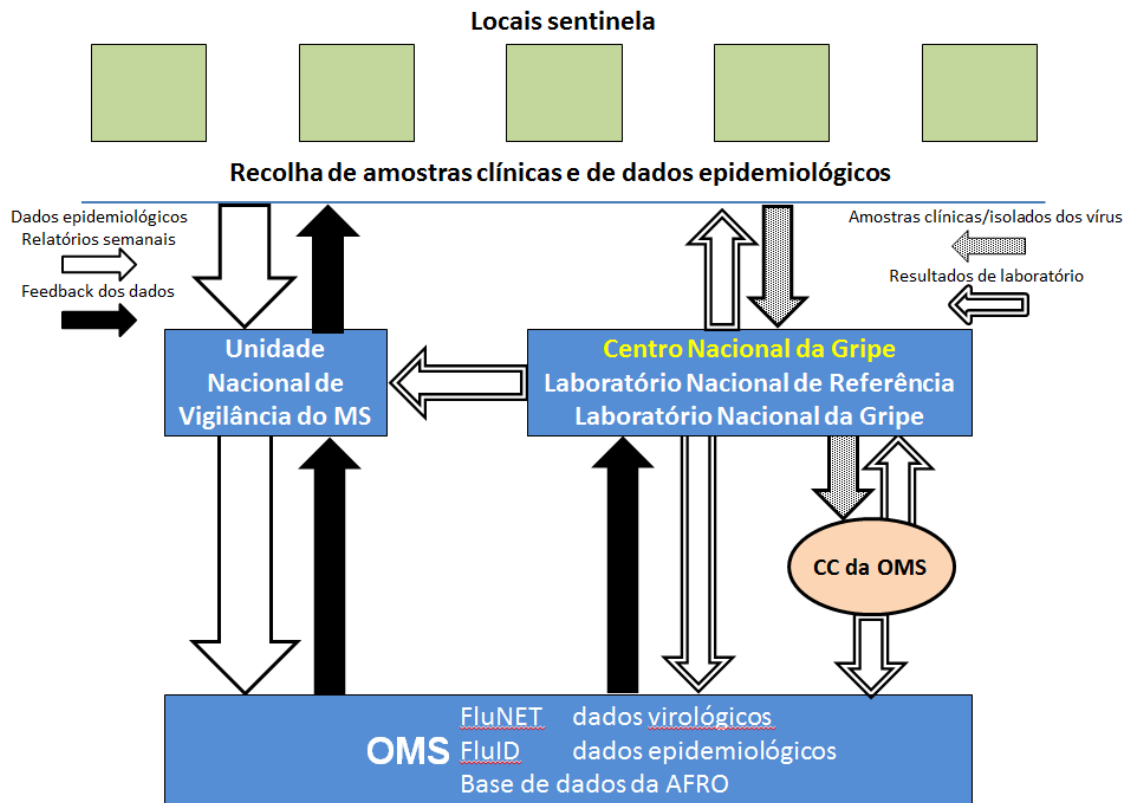 Locais sentinela
Recolha de amostras clínicas e de dados epidemiológicos
Dados epidemiológicos
Relatórios semanais
Feedback dos dados
Amostras clínicas/isolados dos vírus
Resultados de laboratório
Unidade
Nacional de
Vigilância do MS
Centro Nacional da Gripe
Laboratório Nacional de Referência
Laboratório Nacional da Gripe
CC da OMS
OMS
FluNET dados virológicos
FluID dados epidemiológicos
Base de dados da AFRO